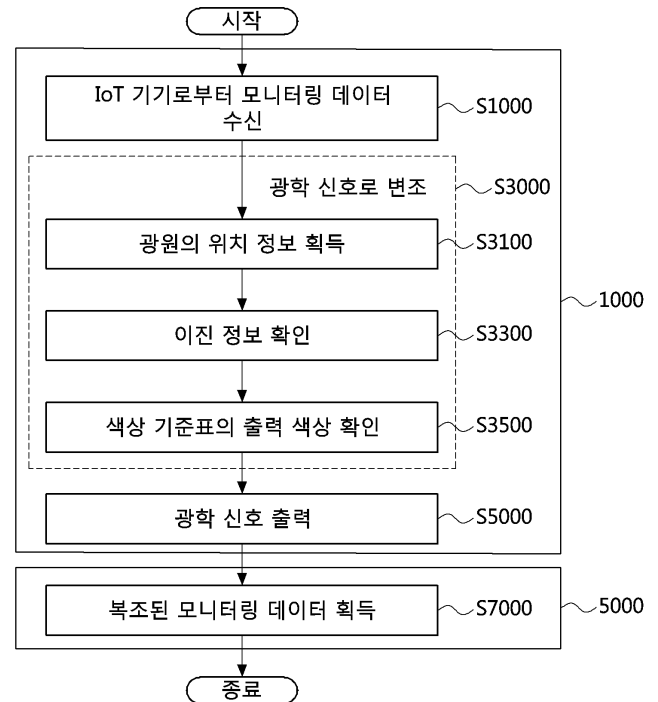 시작
IoT 기기로부터 모니터링 데이터
수신
S1000
광학 신호로 변조
S3000
광원의 위치 정보 획득
S3100
1000
이진 정보 확인
S3300
색상 기준표의 출력 색상 확인
S3500
광학 신호 출력
S5000
복조된 모니터링 데이터 획득
S7000
5000
종료